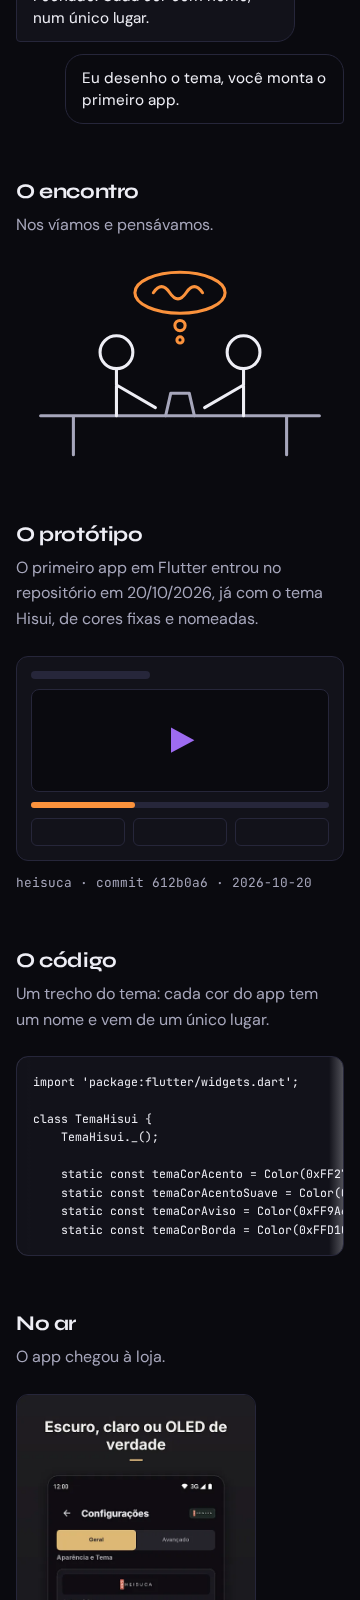 num único lugar.
Eu desenho o tema, você monta o
primeiro app.
O encontro
Nos víamos e pensávamos.
O protótipo
O primeiro app em Flutter entrou no
repositório em 20/10/2026, já com o tema
Hisui, de cores fixas e nomeadas.
heisuca · commit 612b0a6 · 2026-10-20
O código
Um trecho do tema: cada cor do app tem
um nome e vem de um único lugar.
import 'package:flutter/widgets.dart';
class TemaHisui {
TemaHisui._();
static const temaCorAcento = Color(0xFF2
static const temaCorAcentoSuave = Color(
static const temaCorAviso = Color(0xFF9A
static const temaCorBorda = Color(0xFFD1
No ar
O app chegou à loja.
Escuro, claro ou OLED de
verdade
12:00
3G
Configurações
Geral
Avançado
Aparência e Tema
HEISUCA